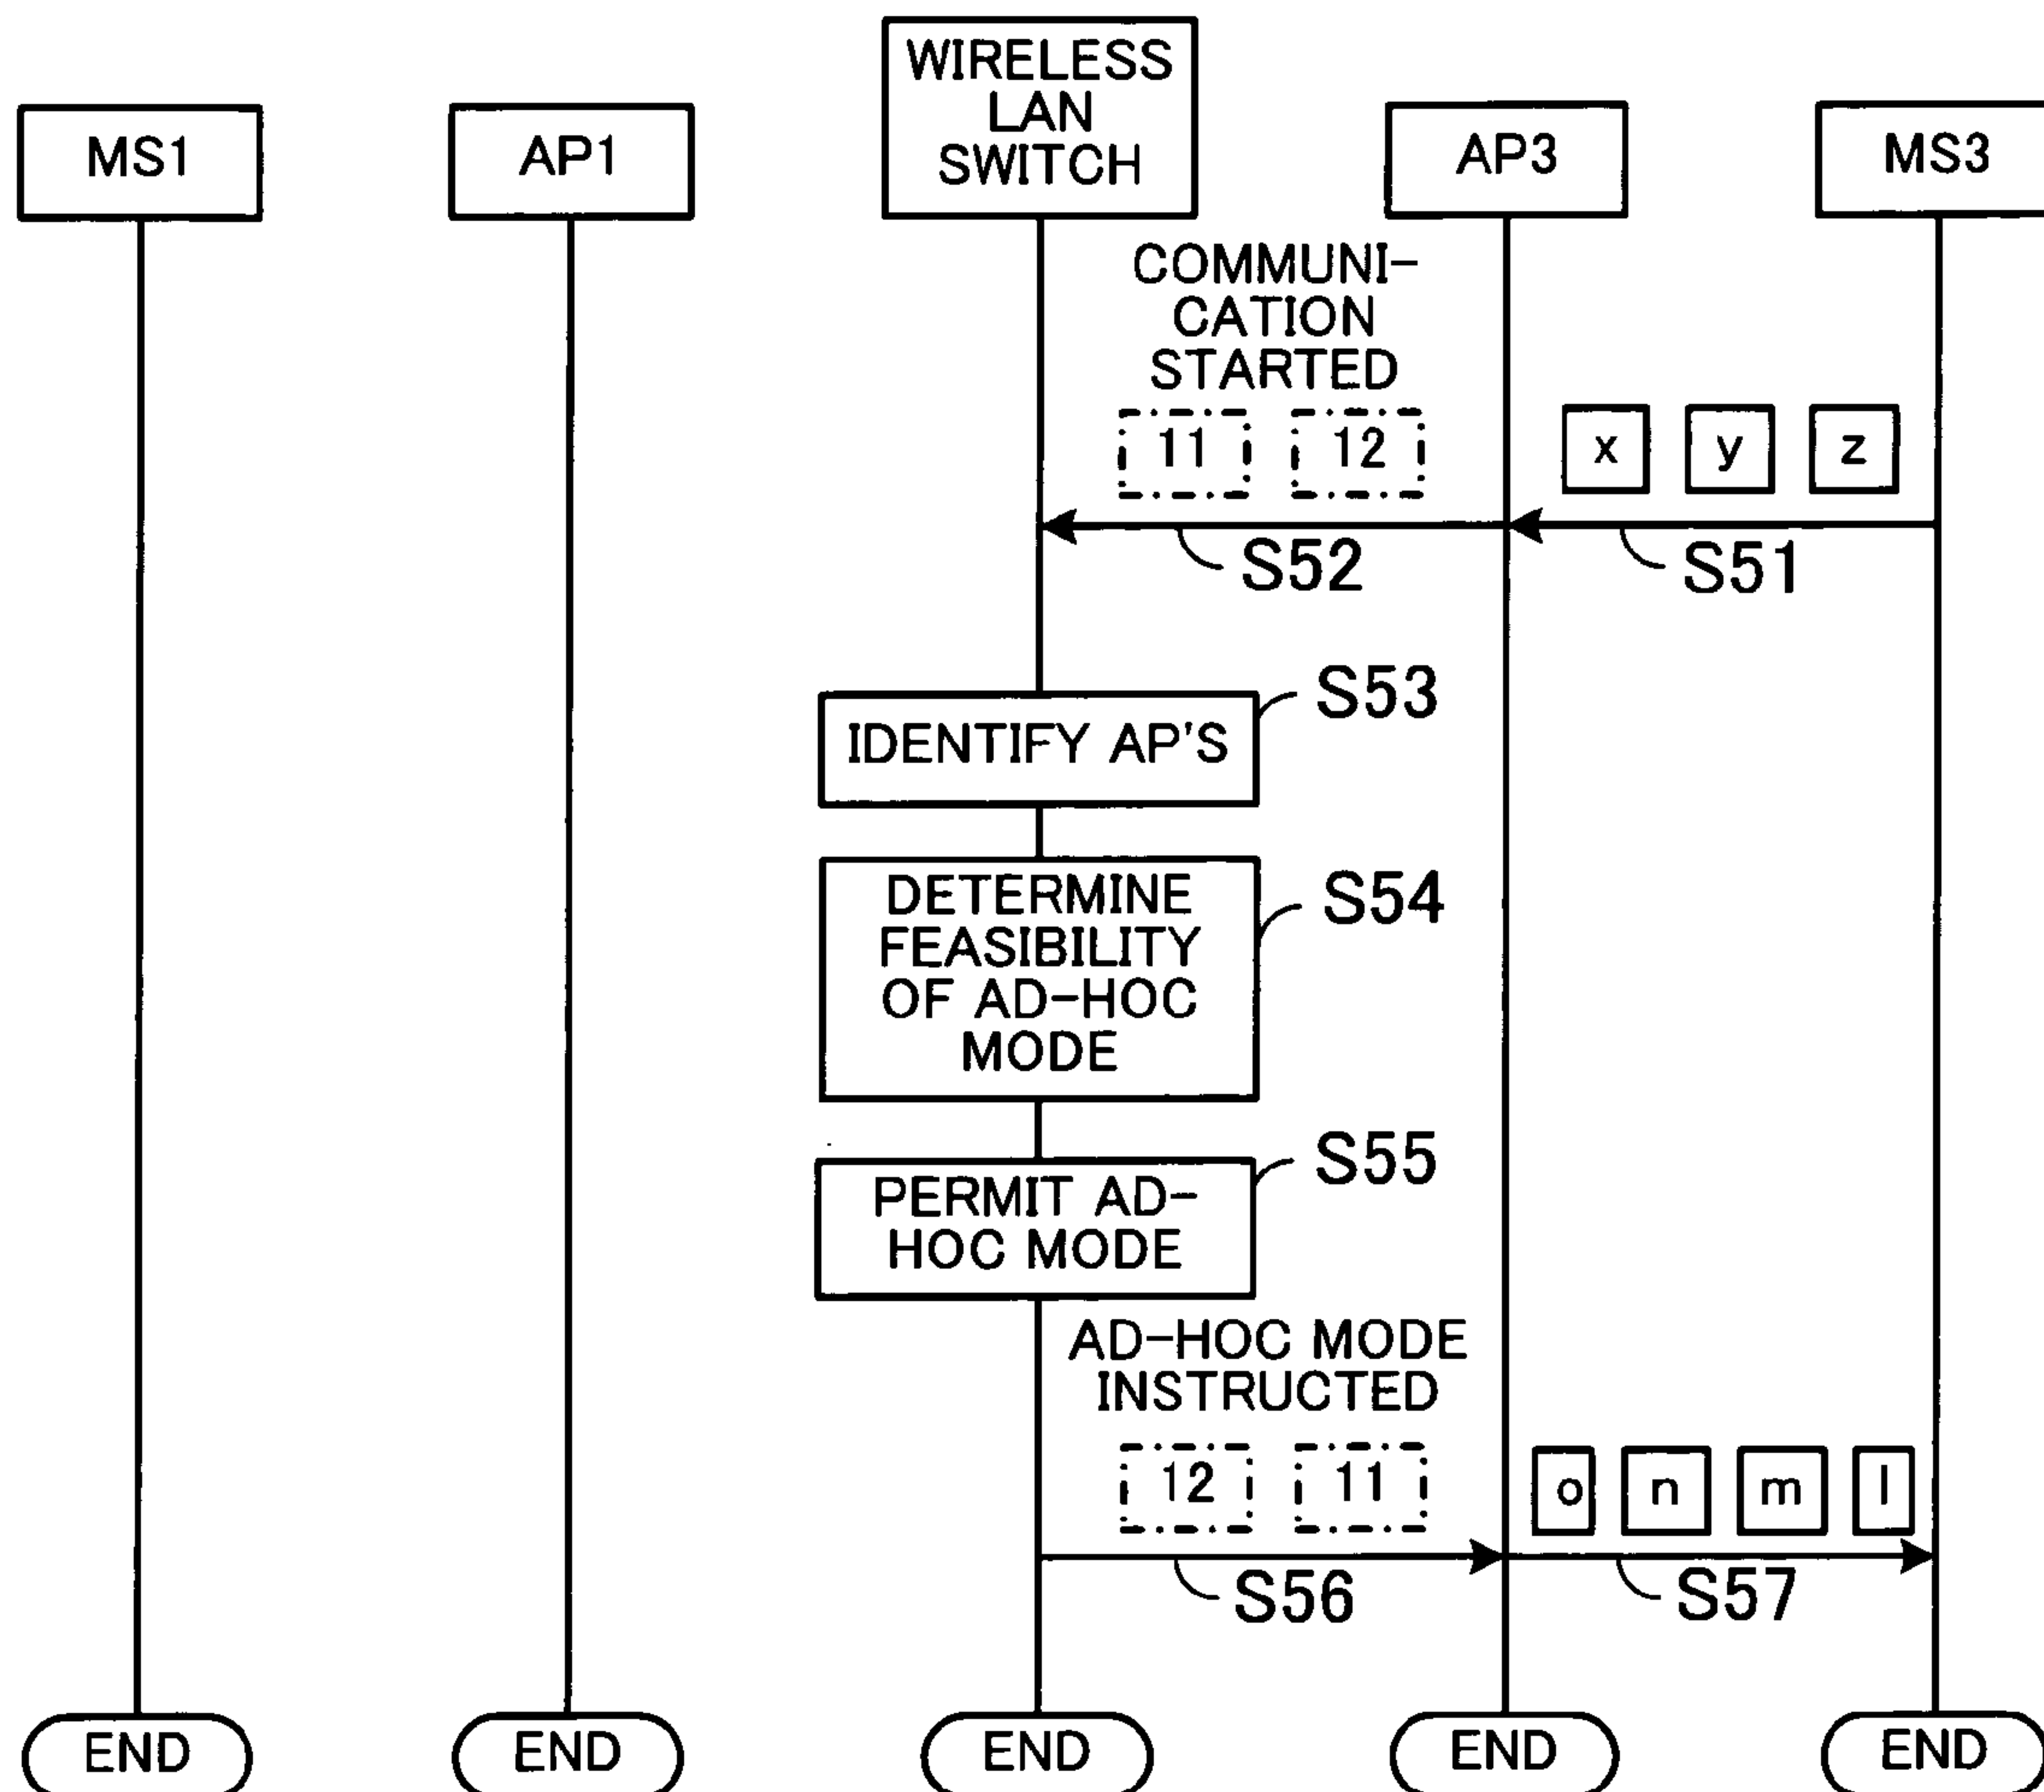 WIRELESS
LAN
SWITCH
MS1
AP1
AP3
MS3
COMMUNI-
CATION
STARTED
11 12
x y z
S52
S51
S53
IDENTIFY AP'S
DETERMINE
FEASIBILITY
OF AD-HOC
MODE
S54
S55
PERMIT AD-
HOC MODE
AD-HOC MODE
INSTRUCTED
12 11
o n m l
S56
S57
END
END
END
END
END